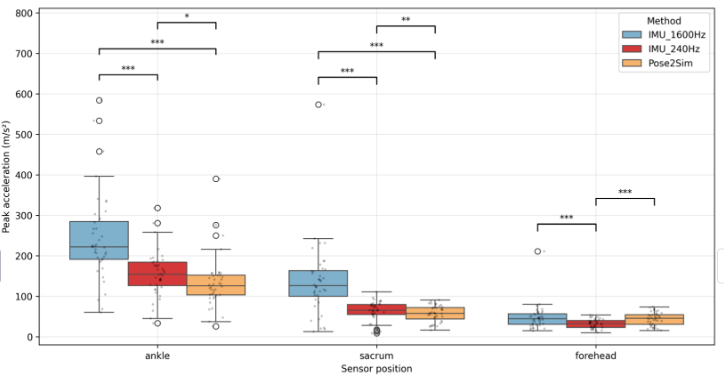 800
700
600
500
400
300
200
100
0
Peak acceleration (m/s²)
*
***
***
**
***
***
***
***
Method
IMU_1600Hz
IMU_240Hz
Pose2Sim
ankle
sacrum
forehead
Sensor position